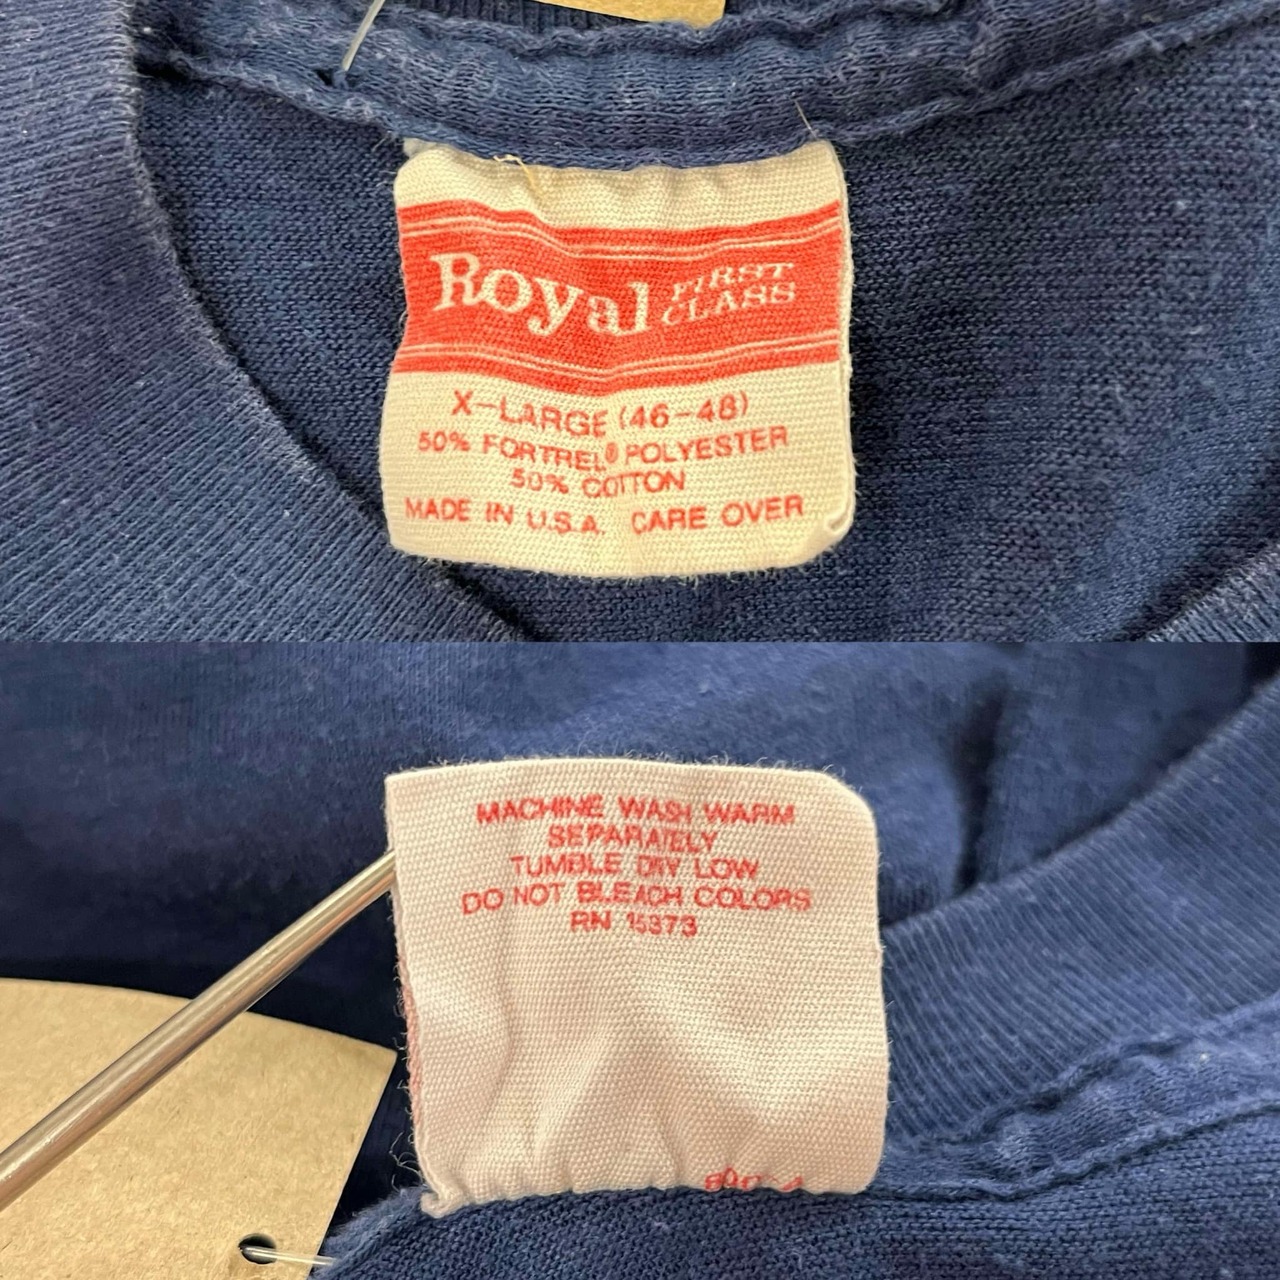 Royal FIRST CLASS
X-LARGE (46-48)
50% FORTREL® POLYESTER
50% COTTON
MADE IN U.S.A. CARE OVER
MACHINE WASH WARM
SEPARATELY
TUMBLE DRY LOW
DO NOT BLEACH COLORS
RN 15373